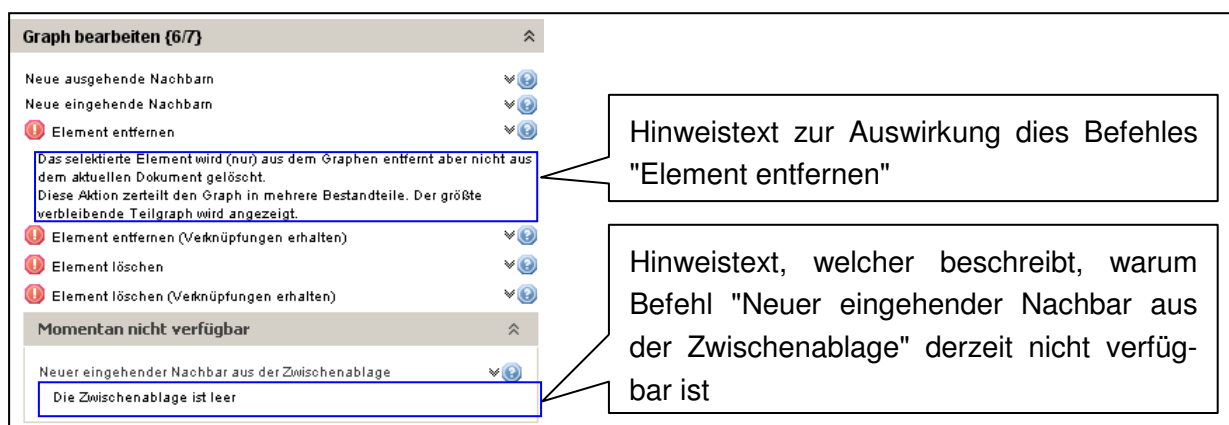 Graph bearbeiten {6/7}
Neue ausgehende Nachbarn
Neue eingehende Nachbarn
Element entfernen
Das selektierte Element wird (nur) aus dem Graphen entfernt aber nicht aus
dem aktuellen Dokument gelöscht.
Diese Aktion zerteilt den Graph in mehrere Bestandteile. Der größte
verbleibende Teilgraph wird angezeigt.
Element entfernen (Verknüpfungen erhalten)
Element löschen
Element löschen (Verknüpfungen erhalten)
Momentan nicht verfügbar
Neuer eingehender Nachbar aus der Zwischenablage
Die Zwischenablage ist leer
Hinweistext zur Auswirkung dies Befehles
"Element entfernen"
Hinweistext, welcher beschreibt, warum
Befehl "Neuer eingehender Nachbar aus
der Zwischenablage" derzeit nicht verfüg-
bar ist